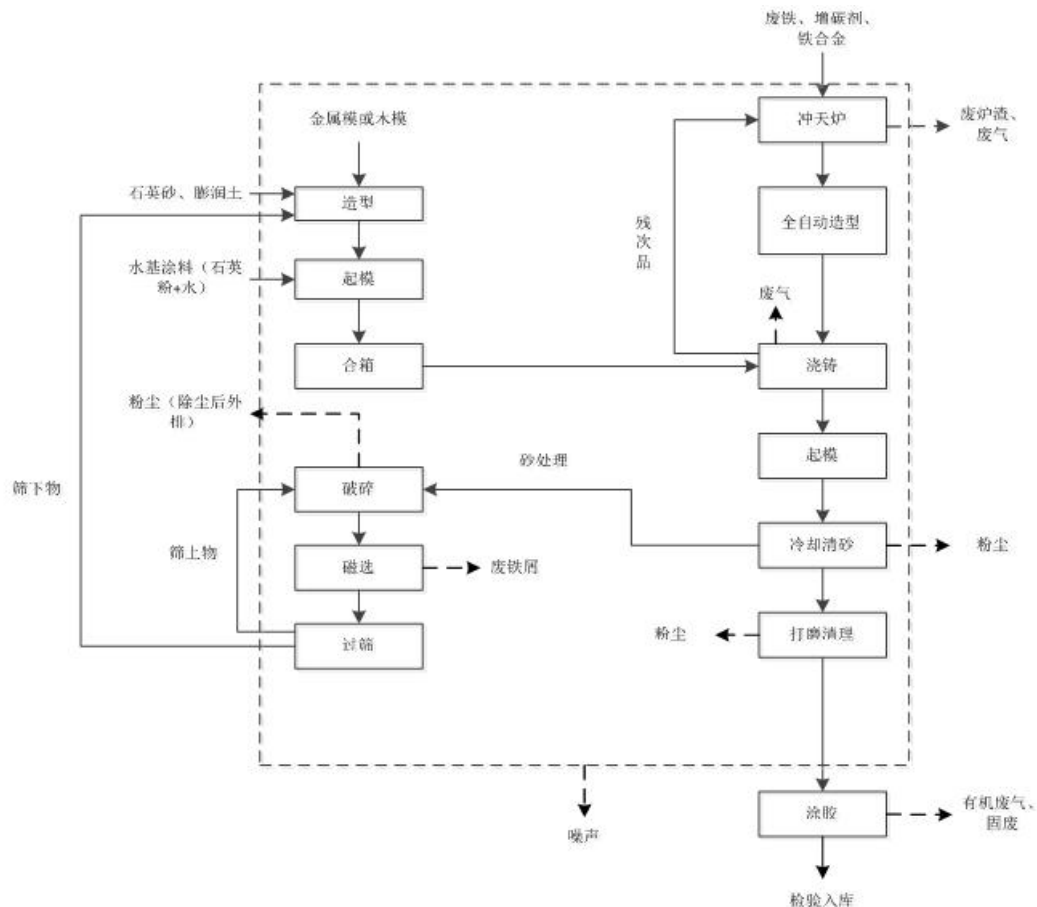 废铁、增碳剂、
铁合金
金属模或木模
冲天炉
废炉渣、
废气
石英砂、膨润土
造型
全自动造型
残
次
品
水基涂料（石英
粉+水）
起模
废气
合箱
浇铸
粉尘（除尘后外
排）
起模
砂处理
筛下物
破碎
筛上物
冷却清砂
粉尘
磁选
废铁屑
打磨清理
粉尘
过筛
涂胶
有机废气、
固废
噪声
检验入库